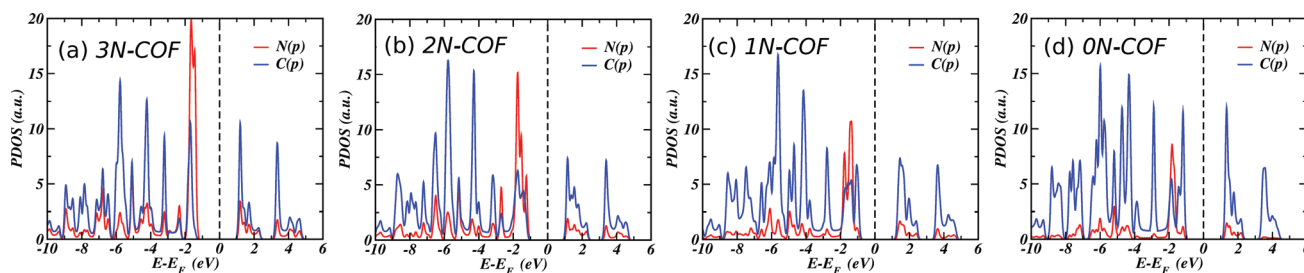 (a) 3N-COF
N(p)
C(p)
PDOS (a.u.)
20
15
10
5
0
-10 -8 -6 -4 -2 0 2 4 6
E-E_F (eV)
(b) 2N-COF
N(p)
C(p)
PDOS (a.u.)
20
15
10
5
0
-10 -8 -6 -4 -2 0 2 4 6
E-E_F (eV)
(c) 1N-COF
N(p)
C(p)
PDOS (a.u.)
20
15
10
5
0
-10 -8 -6 -4 -2 0 2 4 6
E-E_F (eV)
(d) 0N-COF
N(p)
C(p)
PDOS (a.u.)
20
15
10
5
0
-10 -8 -6 -4 -2 0 2 4 6
E-E_F (eV)